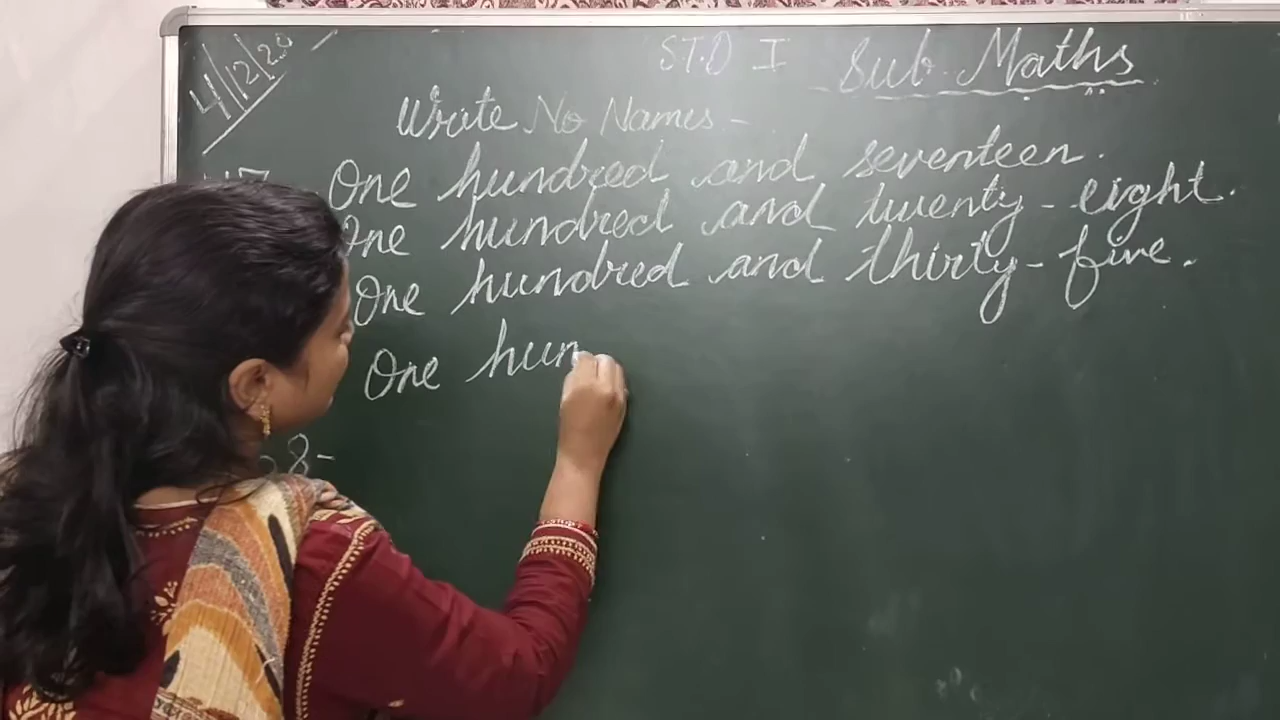 4/12/20
S.T.D I Sub. Maths
Write No Names -
One hundred and seventeen.
One hundred and twenty-eight.
One hundred and thirty-five.
One hun
8-